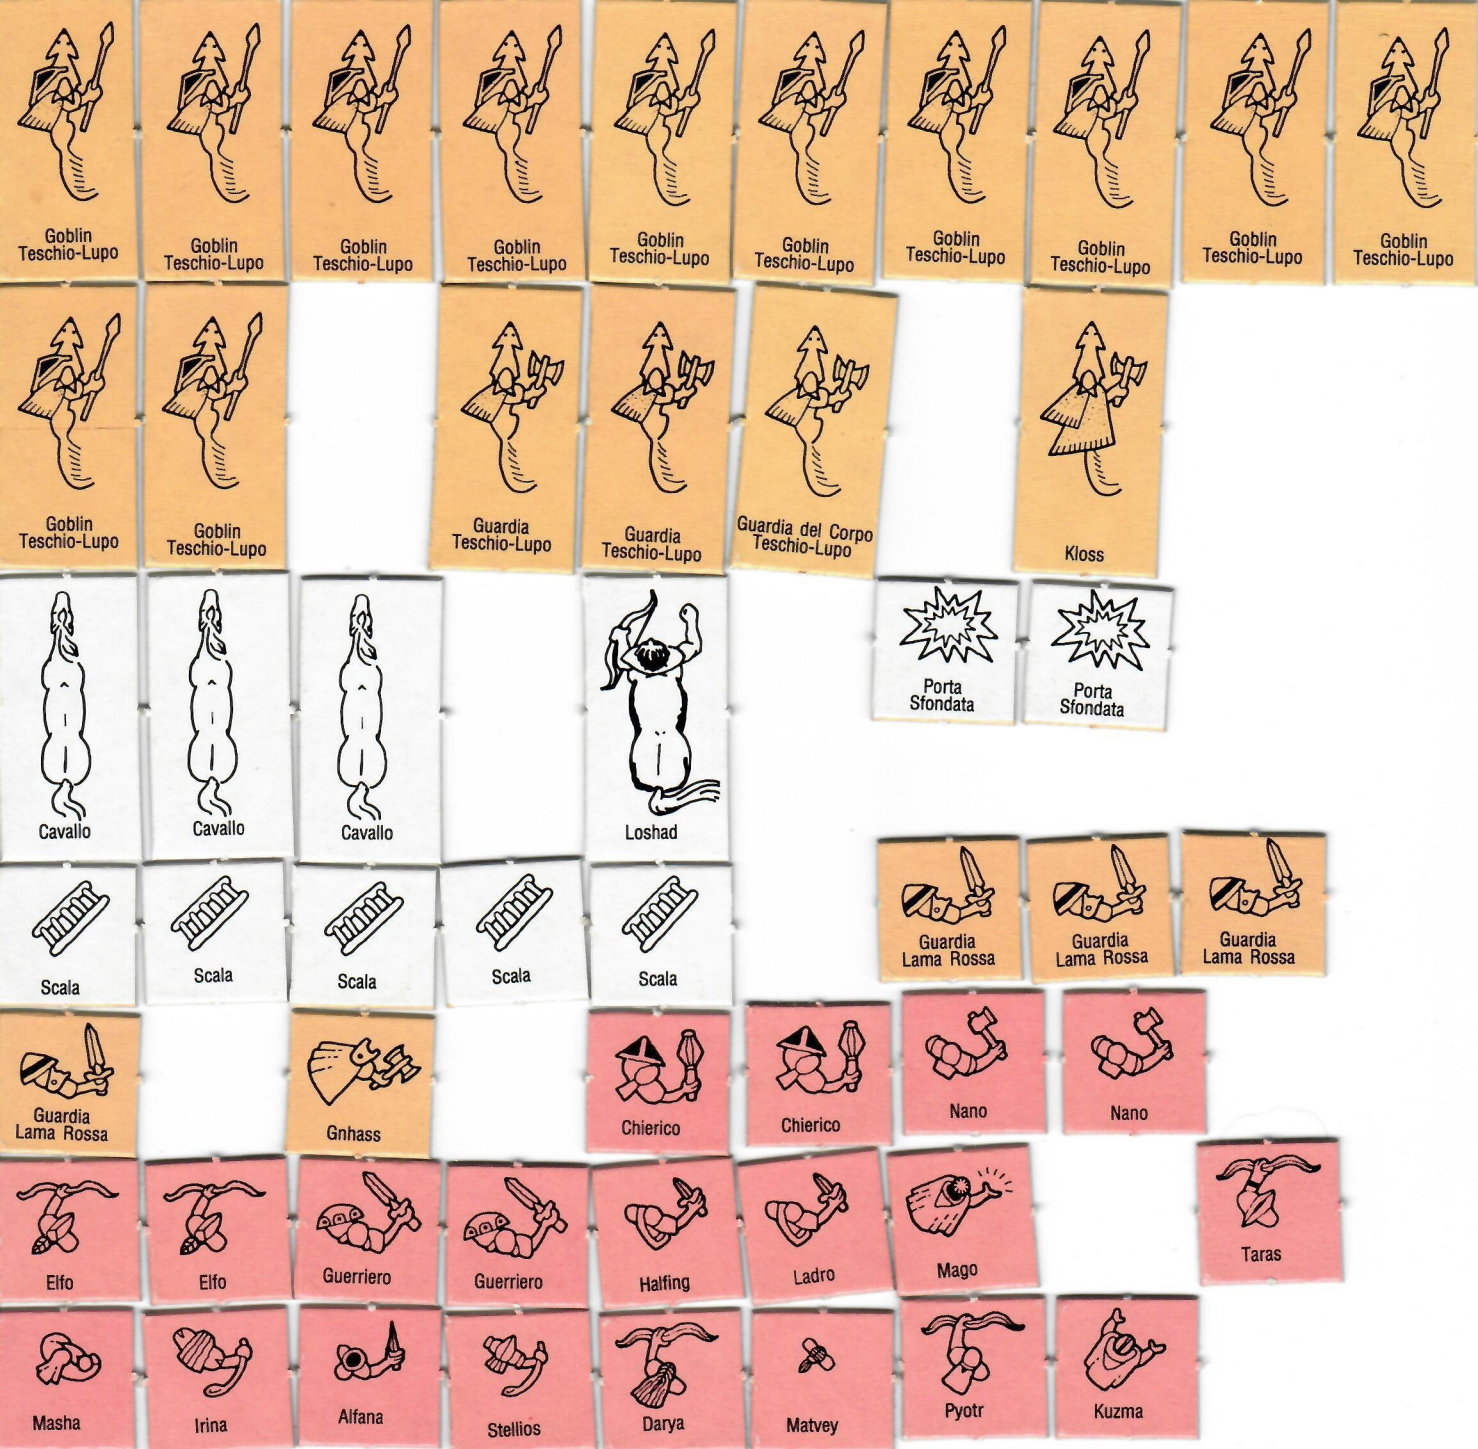 Goblin
Teschio-Lupo
Goblin
Teschio-Lupo
Goblin
Teschio-Lupo
Goblin
Teschio-Lupo
Goblin
Teschio-Lupo
Goblin
Teschio-Lupo
Goblin
Teschio-Lupo
Goblin
Teschio-Lupo
Goblin
Teschio-Lupo
Goblin
Teschio-Lupo
Goblin
Teschio-Lupo
Goblin
Teschio-Lupo
Guardia
Teschio-Lupo
Guardia
Teschio-Lupo
Guardia del Corpo
Teschio-Lupo
Kloss
Cavallo
Cavallo
Cavallo
Loshad
Porta
Sfondata
Porta
Sfondata
Scala
Scala
Scala
Scala
Scala
Guardia
Lama Rossa
Guardia
Lama Rossa
Guardia
Lama Rossa
Guardia
Lama Rossa
Gnhass
Chierico
Chierico
Nano
Nano
Elfo
Elfo
Guerriero
Guerriero
Halfing
Ladro
Mago
Taras
Masha
Irina
Alfana
Stellios
Darya
Matvey
Pyotr
Kuzma